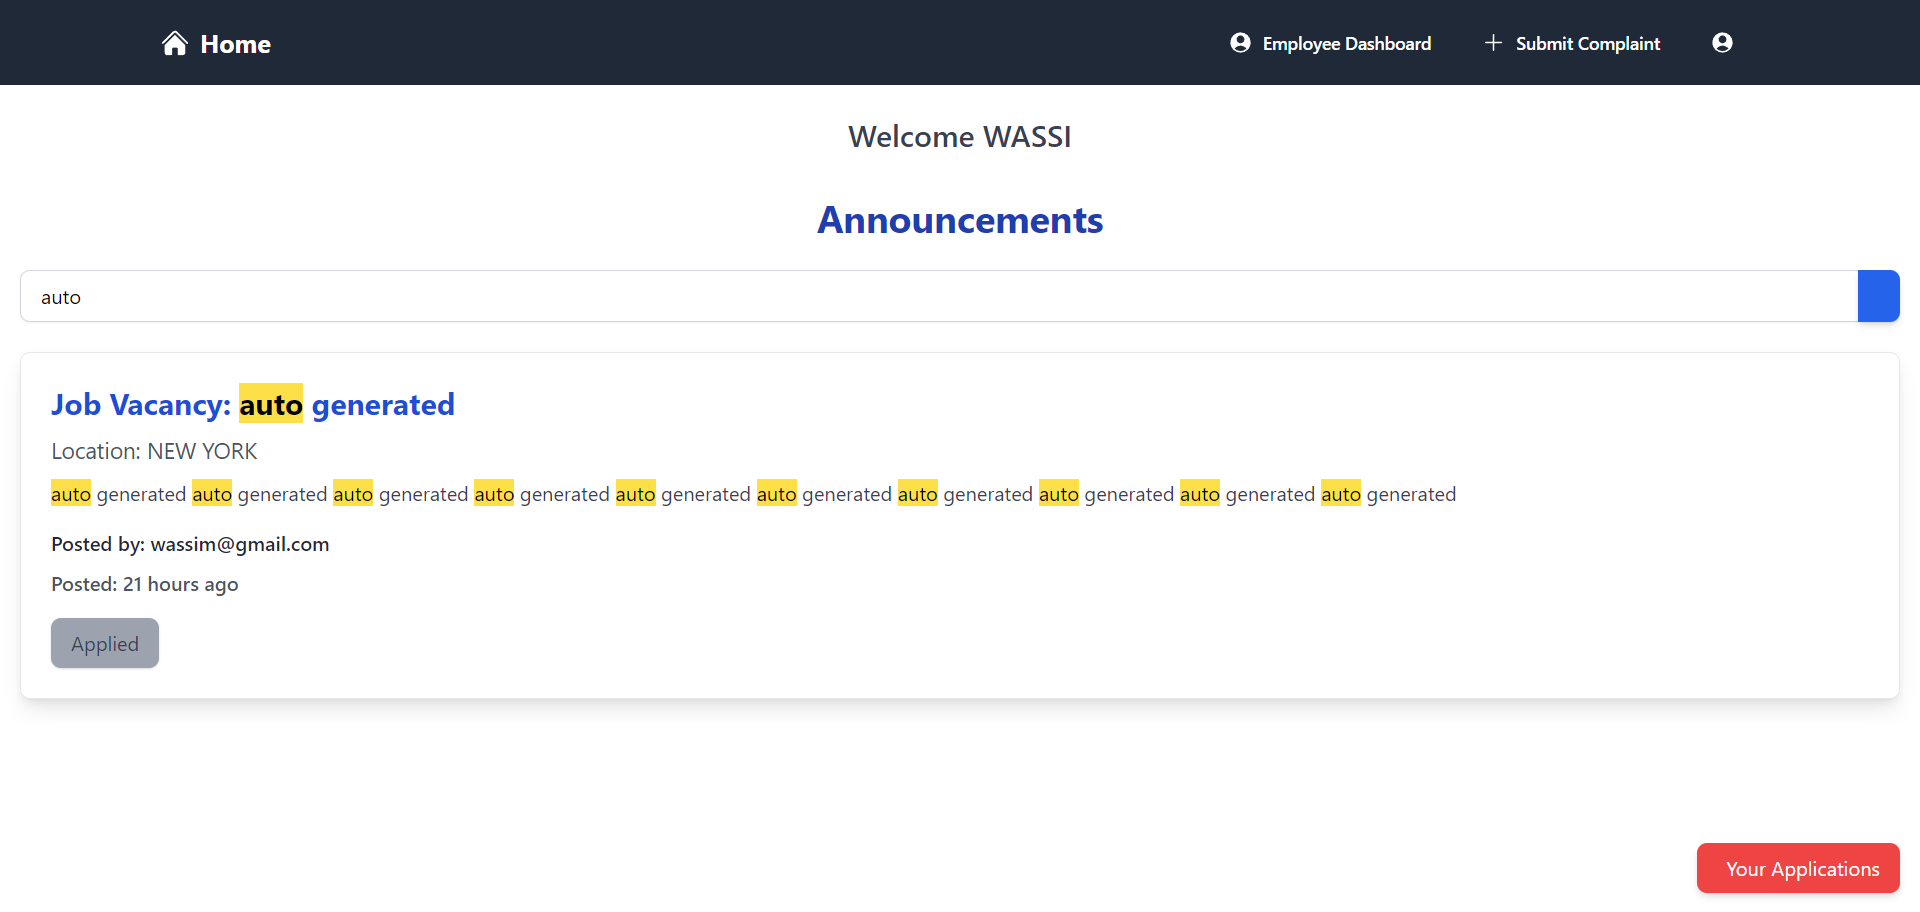 Home
Employee Dashboard
Submit Complaint
Welcome WASSI
Announcements
auto
Job Vacancy: auto generated
Location: NEW YORK
auto generated auto generated auto generated auto generated auto generated auto generated auto generated auto generated auto generated auto generated
Posted by: wassim@gmail.com
Posted: 21 hours ago
Applied
Your Applications